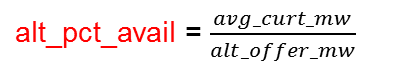 alt_pct_avail = avg_curt_mw
alt_offer_mw